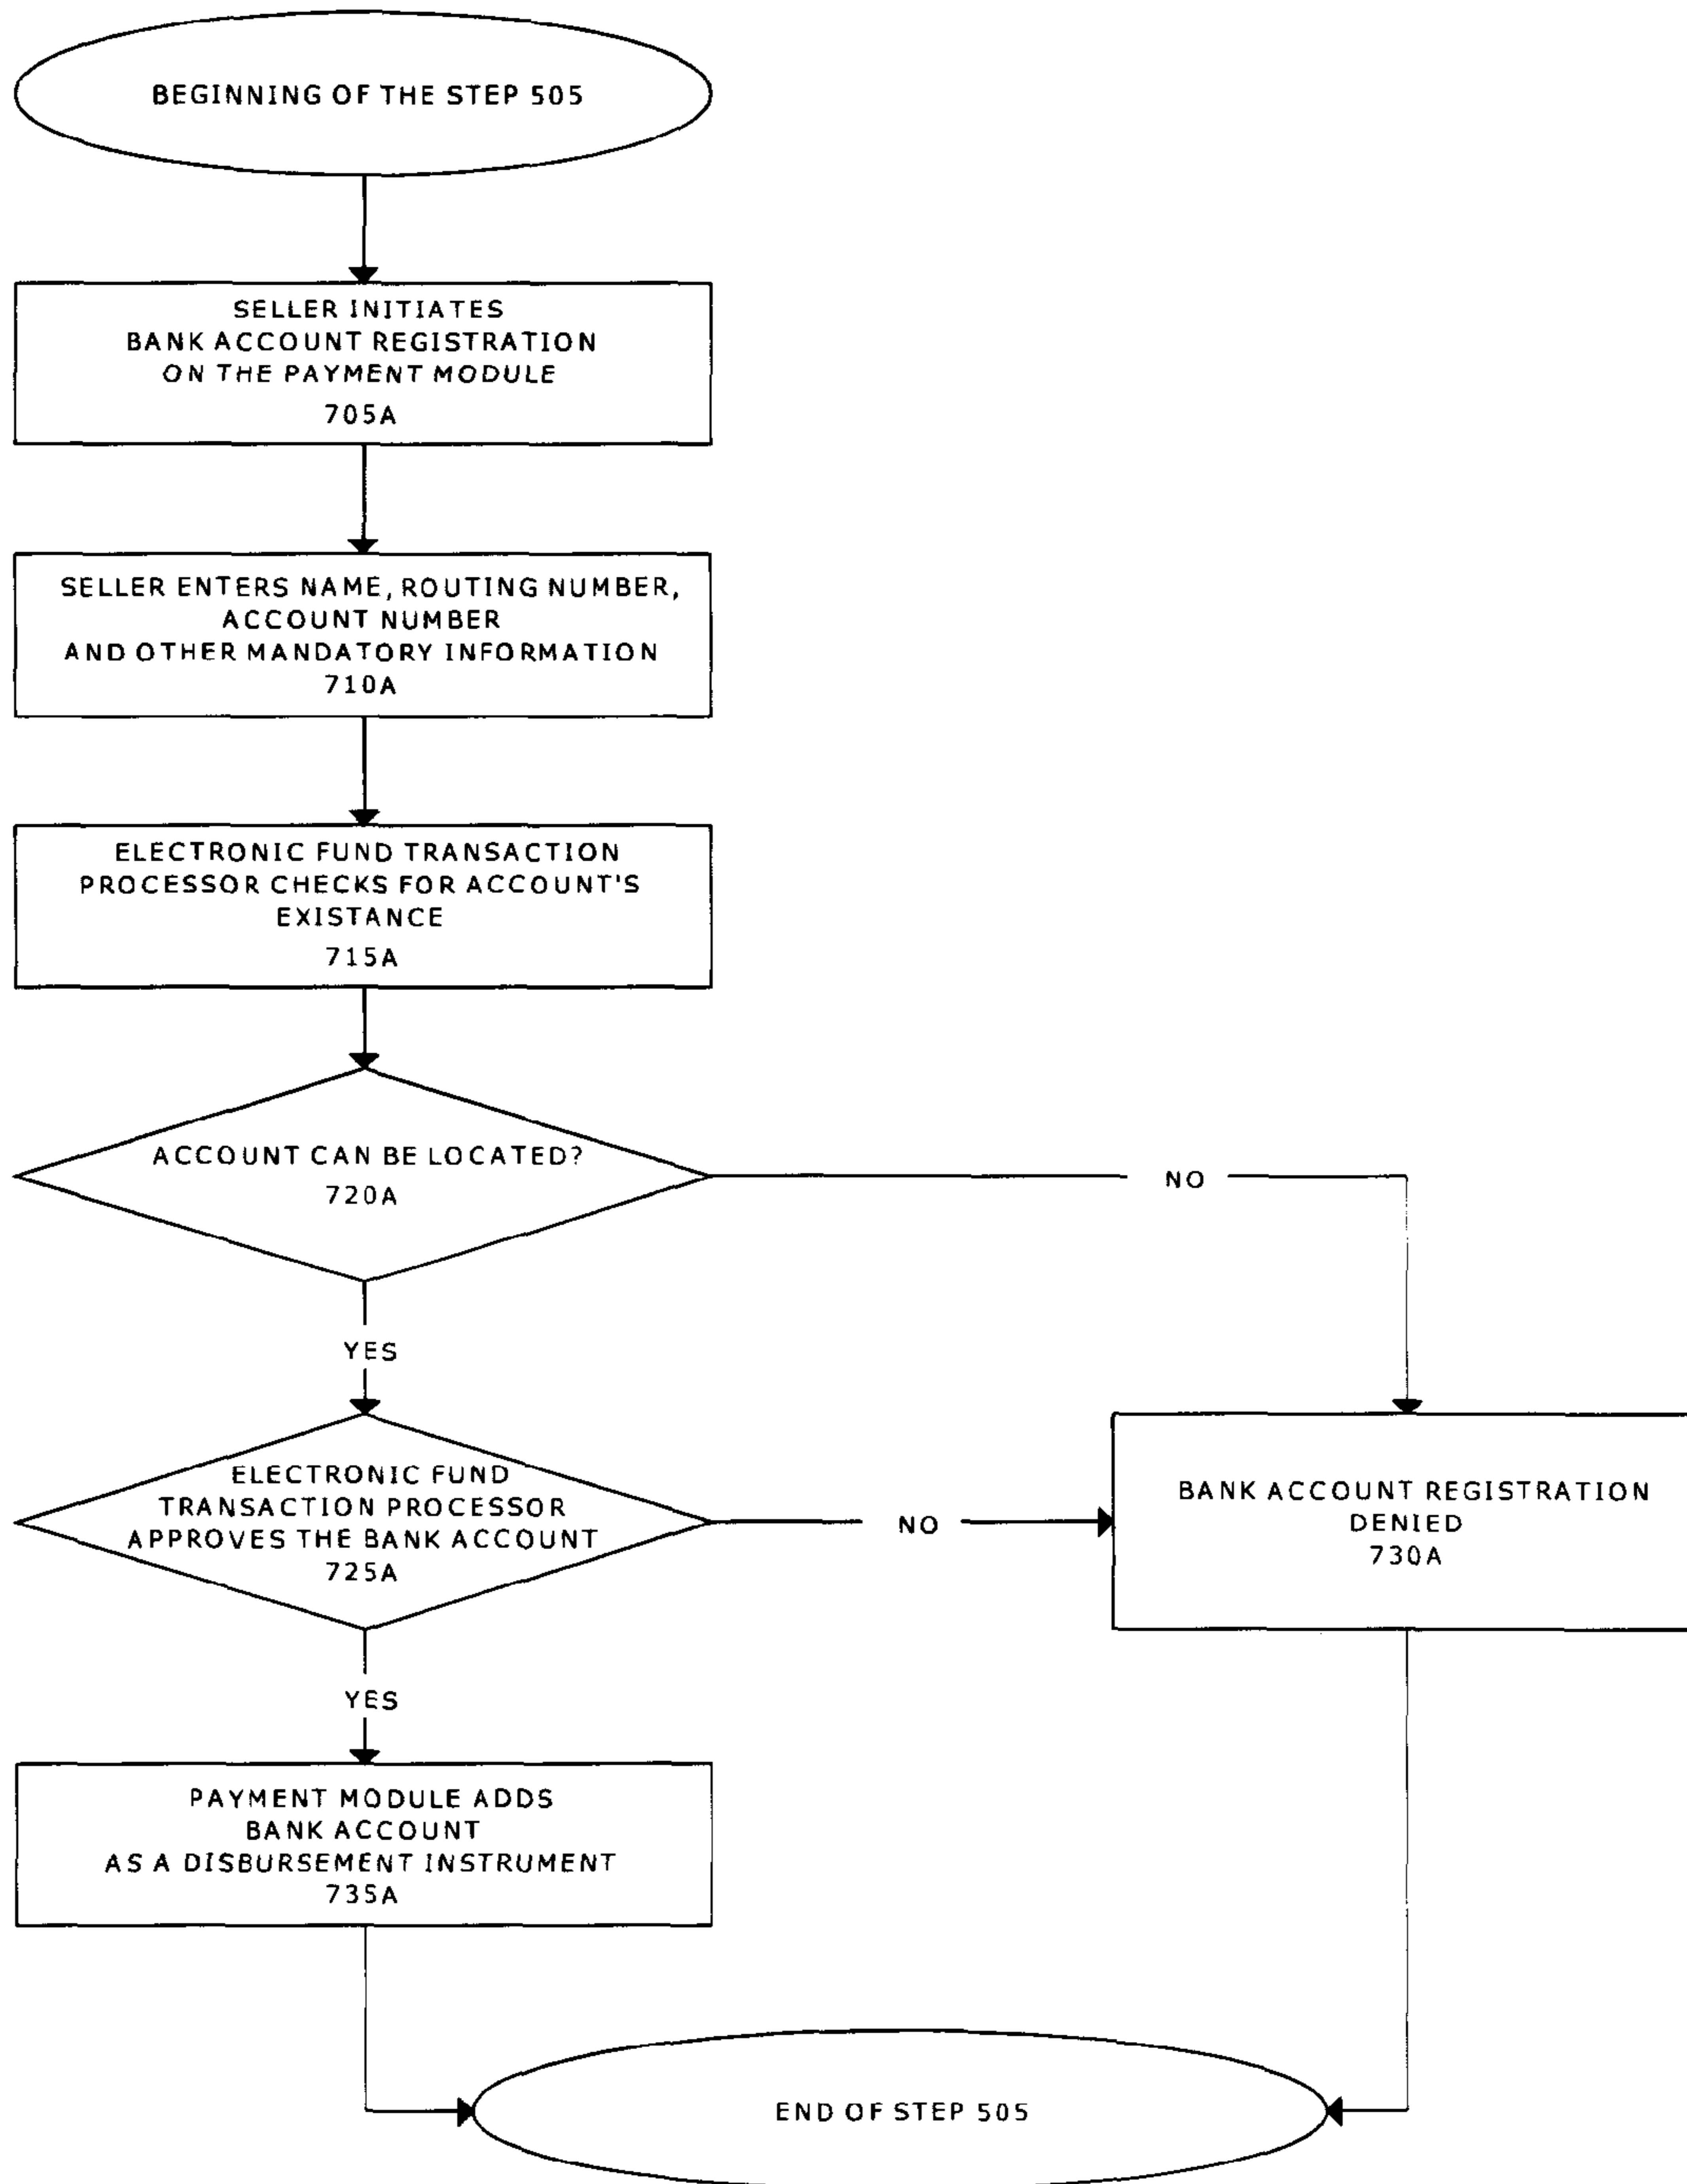 BEGINNING OF THE STEP 505
SELLER INITIATES
BANK ACCOUNT REGISTRATION
ON THE PAYMENT MODULE
705A
SELLER ENTERS NAME, ROUTING NUMBER,
ACCOUNT NUMBER
AND OTHER MANDATORY INFORMATION
710A
ELECTRONIC FUND TRANSACTION
PROCESSOR CHECKS FOR ACCOUNT'S
EXISTANCE
715A
ACCOUNT CAN BE LOCATED?
720A
NO
YES
ELECTRONIC FUND
TRANSACTION PROCESSOR
APPROVES THE BANK ACCOUNT
725A
NO
BANK ACCOUNT REGISTRATION
DENIED
730A
YES
PAYMENT MODULE ADDS
BANK ACCOUNT
AS A DISBURSEMENT INSTRUMENT
735A
END OF STEP 505